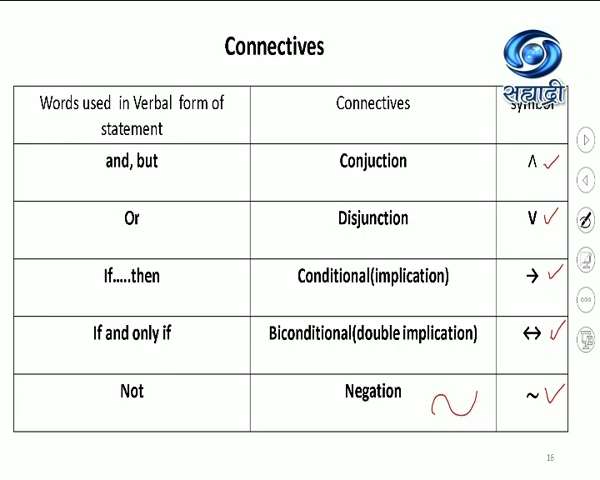 Connectives
सह्याद्री
Words used in Verbal form of
statement
Connectives
symbol
and, but
Conjuction
∧
Or
Disjunction
∨
If.....then
Conditional(implication)
→
If and only if
Biconditional(double implication)
↔
Not
Negation
~
~
16